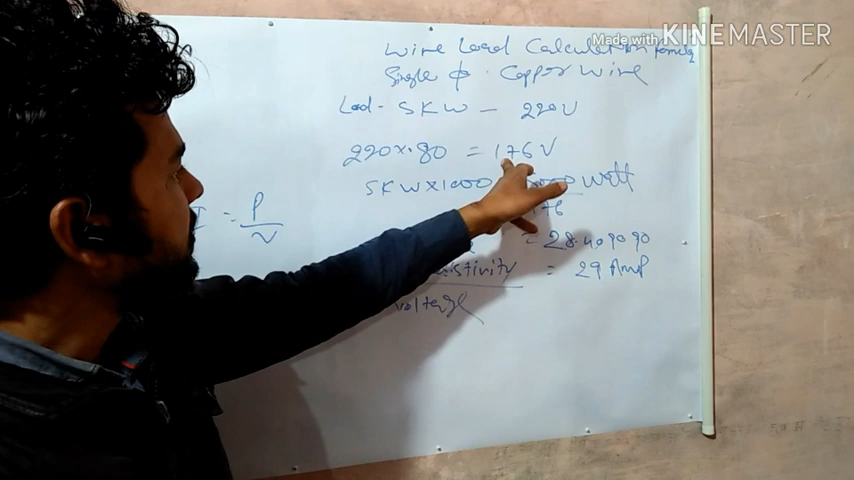 Made with KINEMASTER
Wire Load Calculation Formula
Single ф. Copper Wire
Load - 5KW - 220V
220×.80 = 176V
5KW×1000 Watt
176
I = P
V
= 28.409090
= 29 Amp
voltage